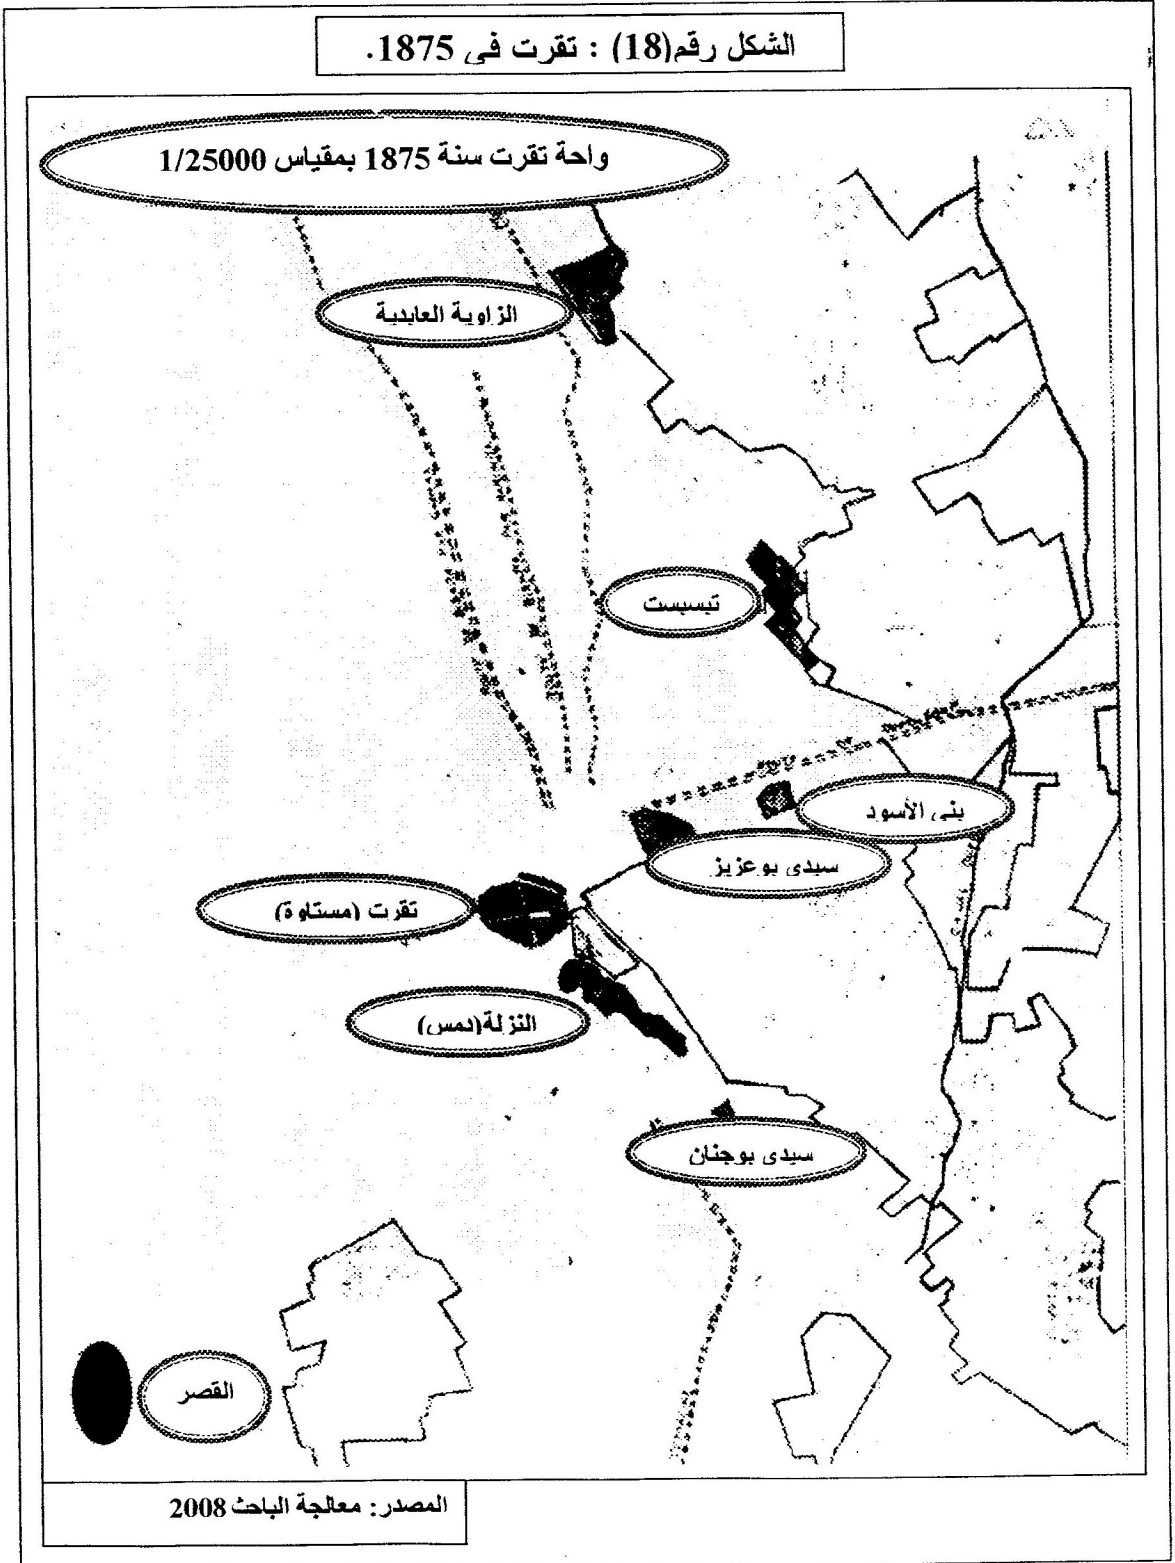 الشكل رقم(18) : تقرت في 1875.
واحة تقرت سنة 1875 بمقياس 1/25000
الزاوية العابدية
تبسبست
بني الأسود
سيدي بوعزيز
تقرت (مستاوة)
النزلة(دمس)
سيدي بوجنان
القصر
المصدر: معالجة الباحث 2008